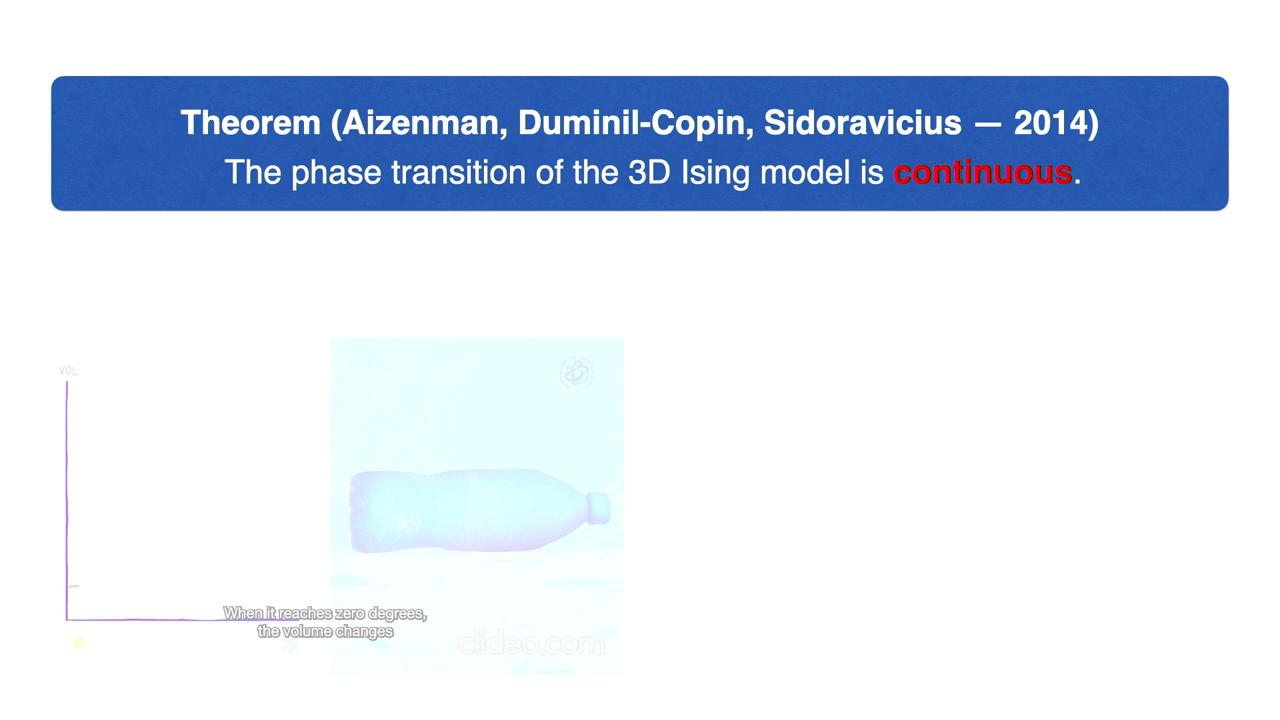 Theorem (Aizenman, Duminil-Copin, Sidoravicius — 2014)
The phase transition of the 3D Ising model is continuous.
VOL
When it reaches zero degrees,
the volume changes
clideo.com